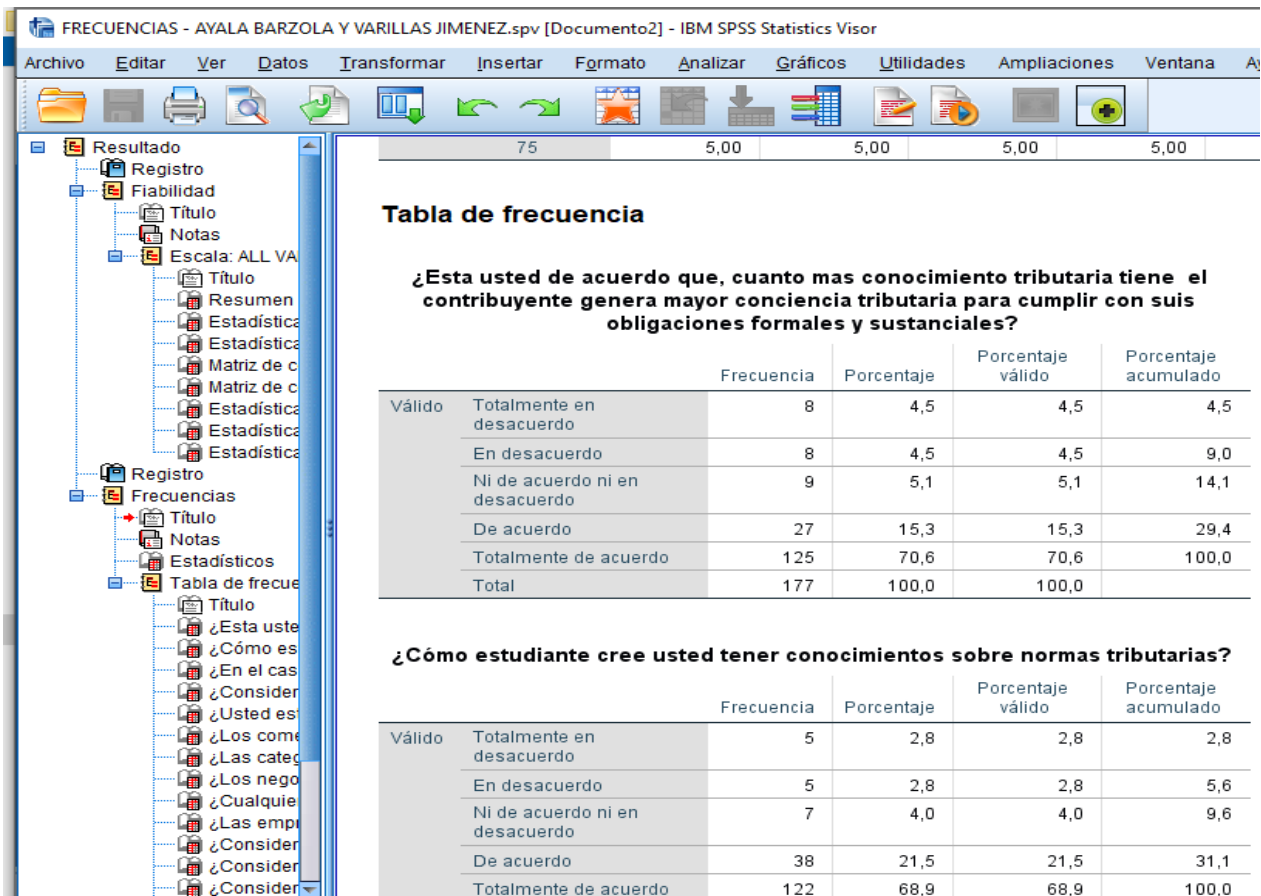 FRECUENCIAS - AYALA BARZOLA Y VARILLAS JIMENEZ.spv [Documento2] - IBM SPSS Statistics Visor
Archivo Editar Ver Datos Transformar Insertar Formato Analizar Gráficos Utilidades Ampliaciones Ventana Ay
Resultado
Registro
Fiabilidad
Título
Notas
Escala: ALL VA
Título
Resumen
Estadística
Estadística
Matriz de c
Matriz de c
Estadística
Estadística
Estadística
Registro
Frecuencias
Título
Notas
Estadísticos
Tabla de frecue
Título
¿Esta uste
¿Cómo es
¿En el cas
¿Consider
¿Usted est
¿Los come
¿Las categ
¿Los nego
¿Cualquie
¿Las empr
¿Consider
¿Consider
¿Consider
75 5,00 5,00 5,00 5,00
Tabla de frecuencia
¿Esta usted de acuerdo que, cuanto mas conocimiento tributaria tiene el
contribuyente genera mayor conciencia tributaria para cumplir con suis
obligaciones formales y sustanciales?
Frecuencia Porcentaje Porcentaje válido Porcentaje acumulado
Válido Totalmente en desacuerdo 8 4,5 4,5 4,5
En desacuerdo 8 4,5 4,5 9,0
Ni de acuerdo ni en desacuerdo 9 5,1 5,1 14,1
De acuerdo 27 15,3 15,3 29,4
Totalmente de acuerdo 125 70,6 70,6 100,0
Total 177 100,0 100,0
¿Cómo estudiante cree usted tener conocimientos sobre normas tributarias?
Frecuencia Porcentaje Porcentaje válido Porcentaje acumulado
Válido Totalmente en desacuerdo 5 2,8 2,8 2,8
En desacuerdo 5 2,8 2,8 5,6
Ni de acuerdo ni en desacuerdo 7 4,0 4,0 9,6
De acuerdo 38 21,5 21,5 31,1
Totalmente de acuerdo 122 68,9 68,9 100,0